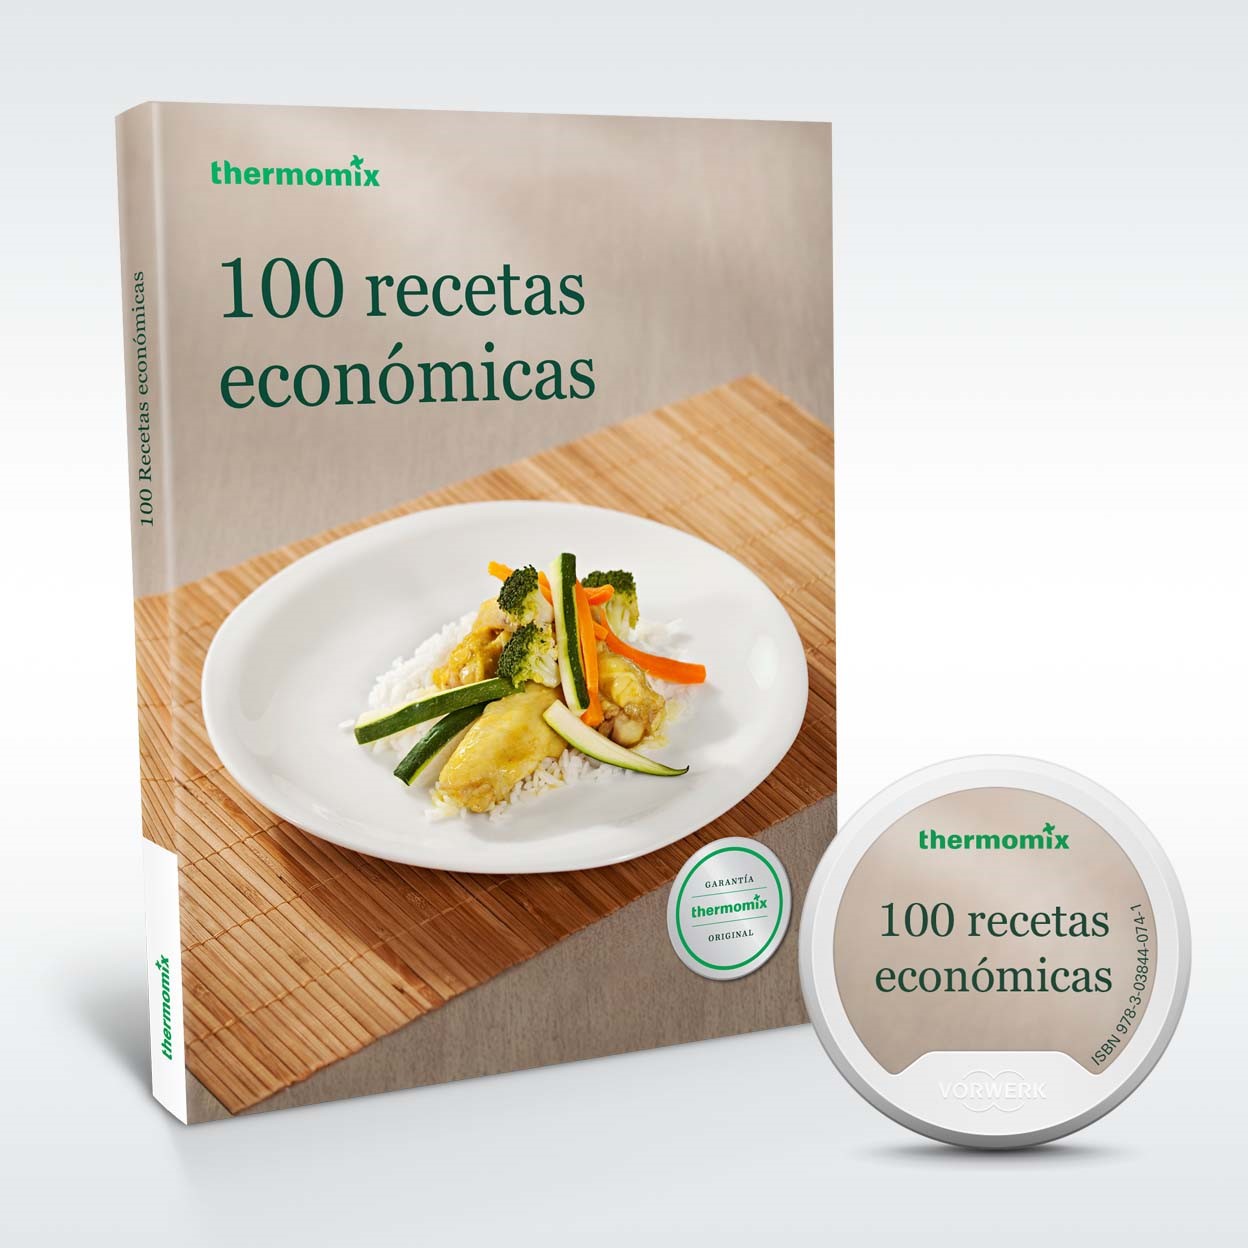 thermomix
100 recetas
económicas
100 Recetas económicas
thermomix
GARANTÍA
thermomix
ORIGINAL
thermomix
100 recetas
económicas
ISBN 978-3-03844-074-1
VORWERK